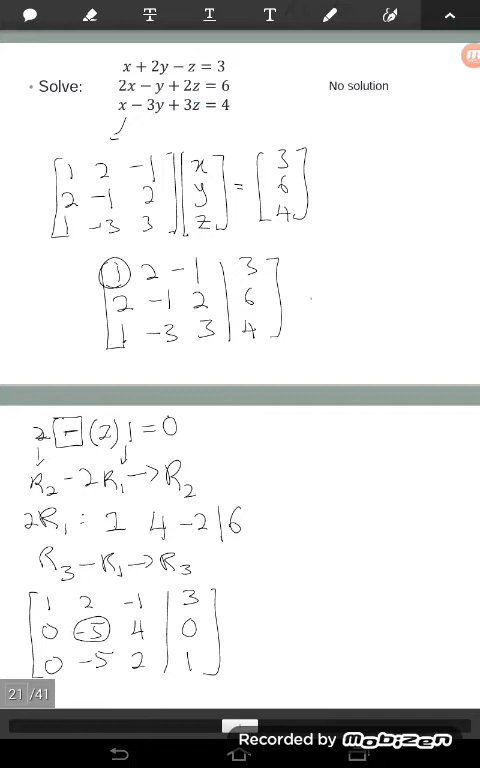 x + 2y − z = 3
• Solve: 2x − y + 2z = 6 No solution
x − 3y + 3z = 4
1 2 -1 x 3
2 -1 2 y = 6
1 -3 3 z 4
1 2 -1 | 3
2 -1 2 | 6
1 -3 3 | 4
2 - (2) 1 = 0
R2 - 2R1 → R2
2R1 : 2 4 -2 | 6
R3 - R1 → R3
1 2 -1 | 3
0 -5 4 | 0
0 -5 2 | 1
21 /41
Recorded by mobizen